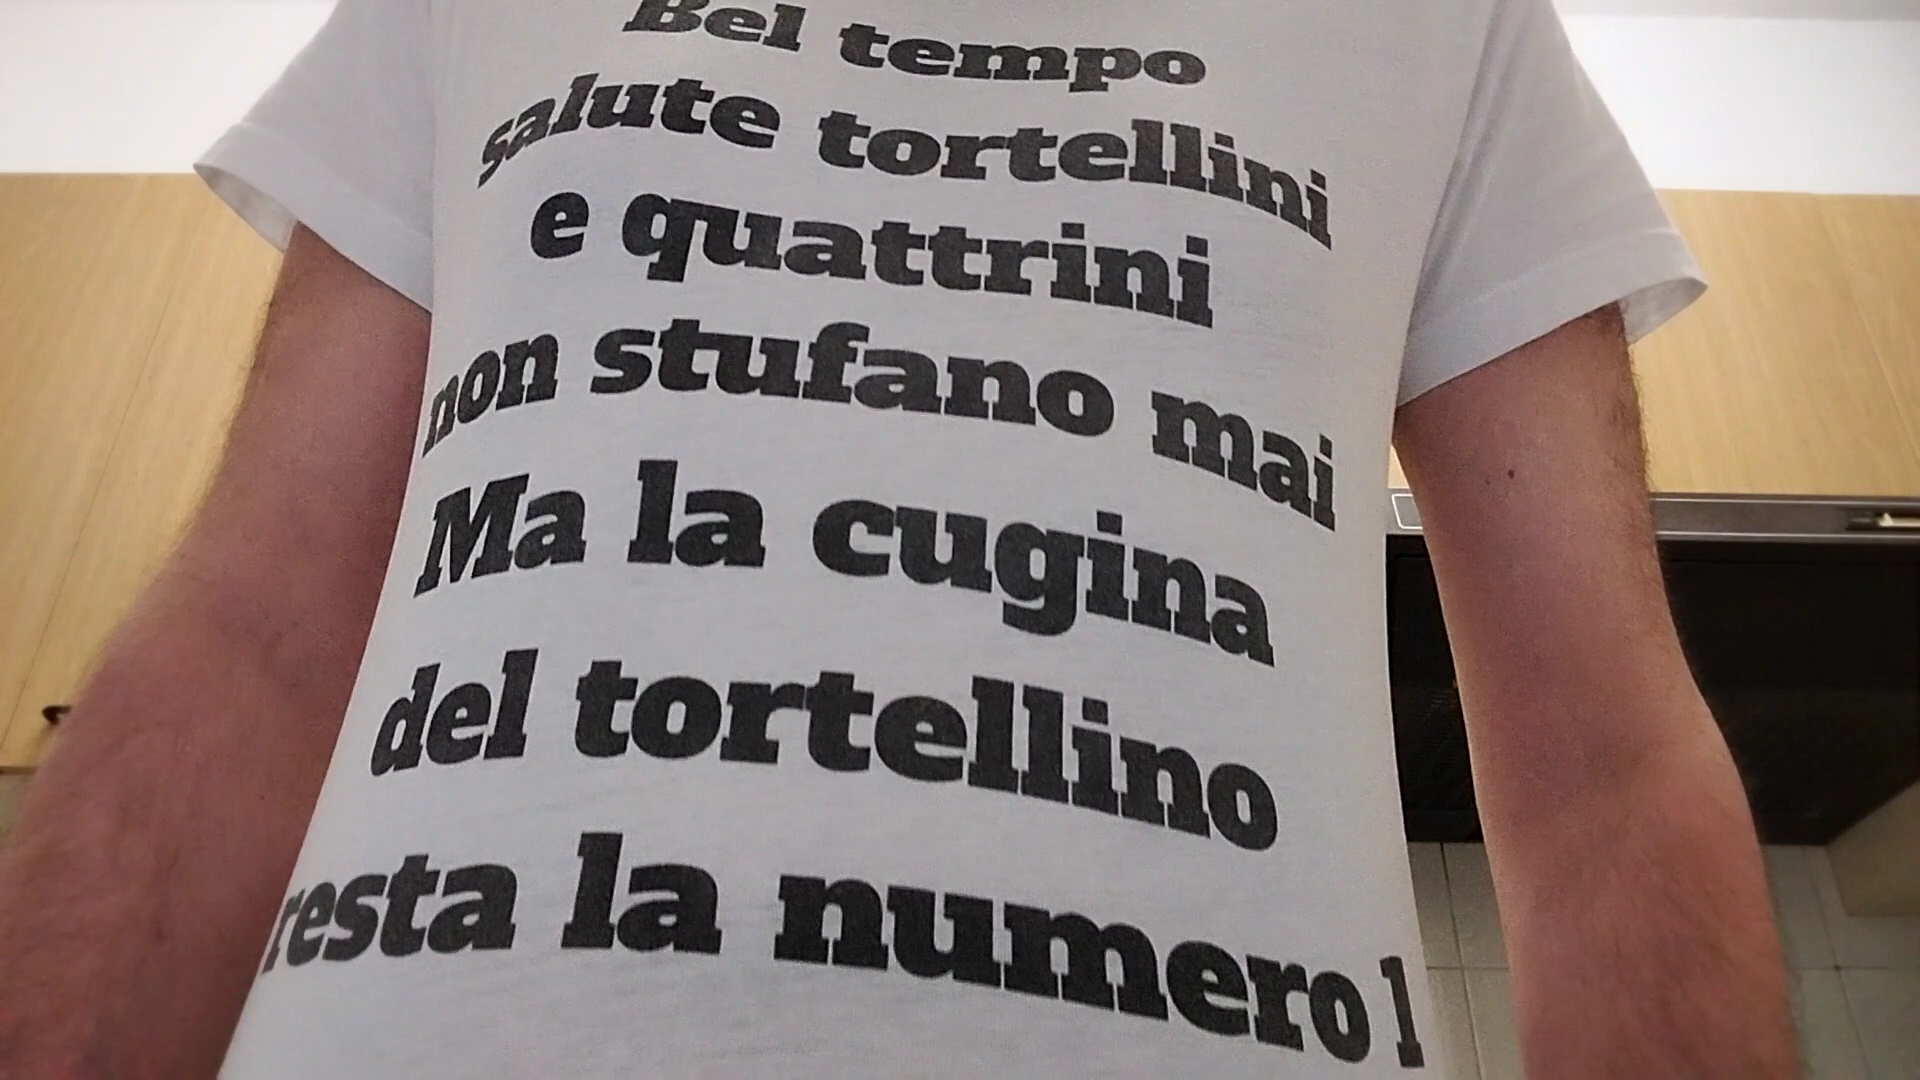 Bel tempo
salute tortellini
e quattrini
non stufano mai
Ma la cugina
del tortellino
resta la numero 1